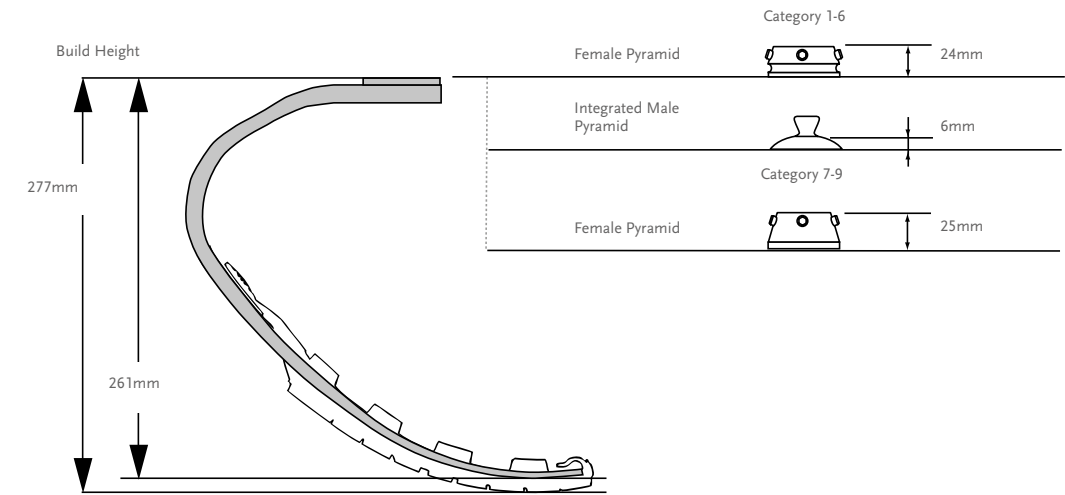 Category 1-6
Build Height
Female Pyramid
24mm
Integrated Male
Pyramid
6mm
Category 7-9
277mm
Female Pyramid
25mm
261mm